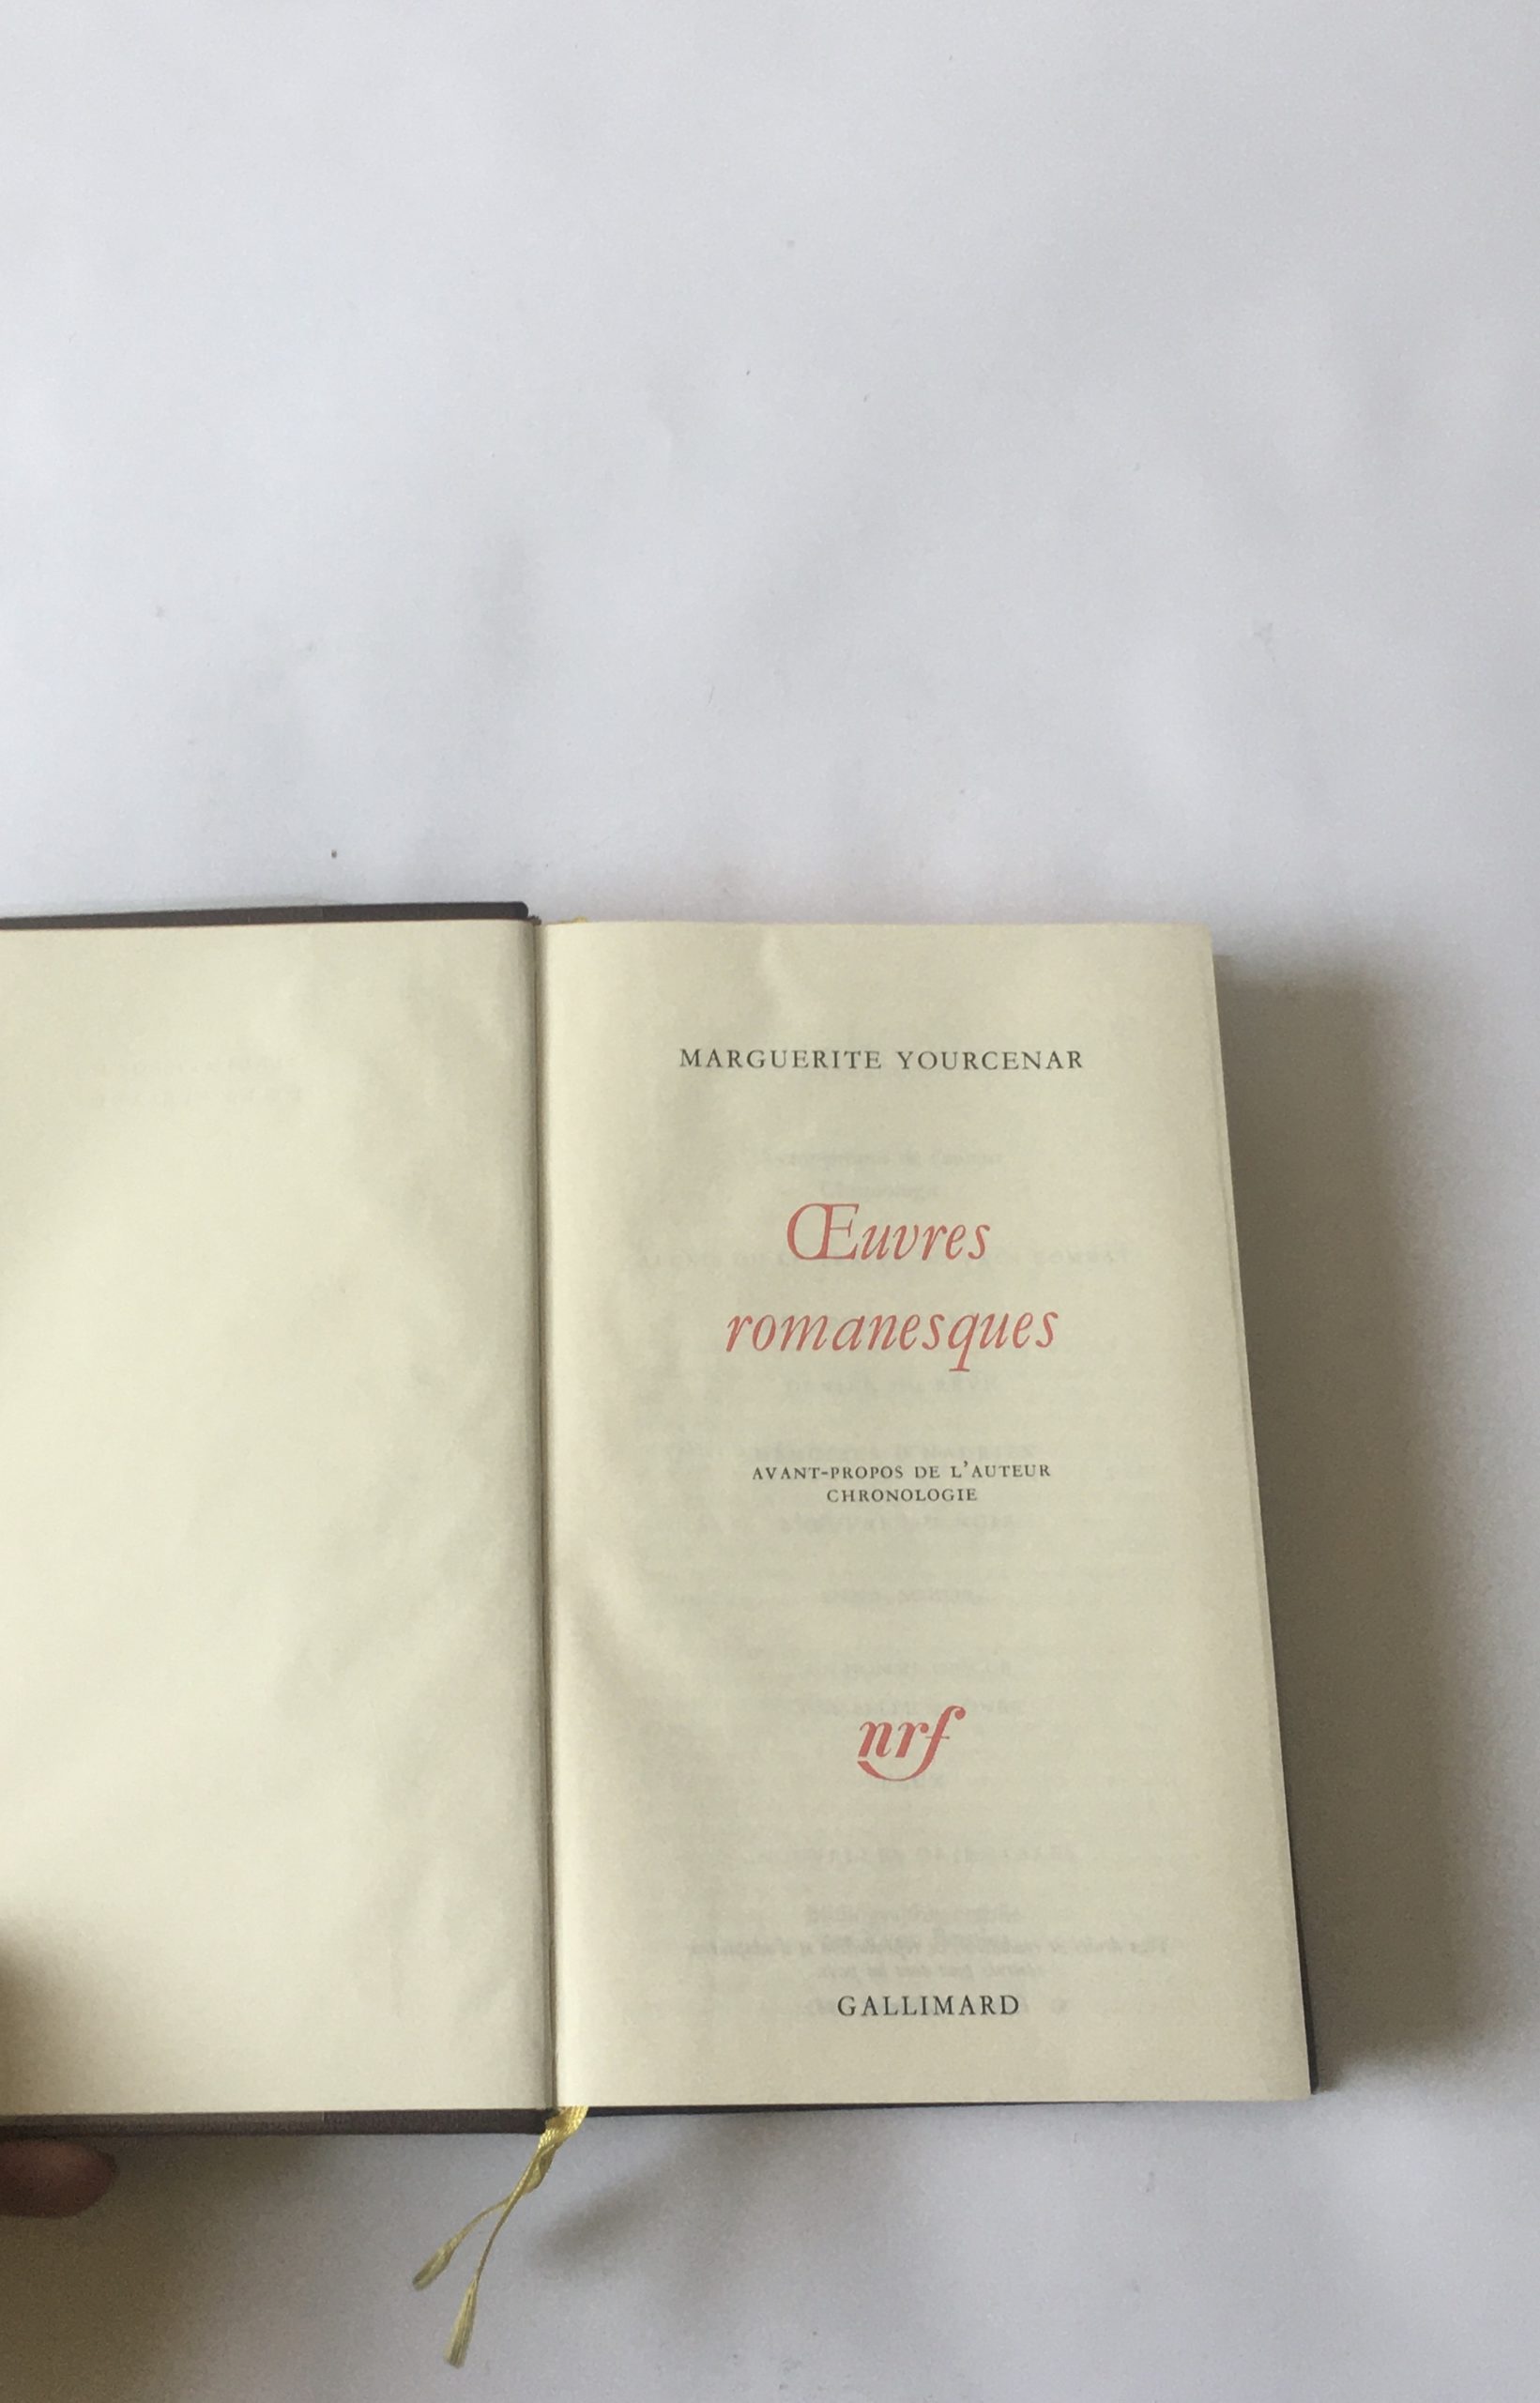 MARGUERITE YOURCENAR
Œuvres
romanesques
AVANT-PROPOS DE L'AUTEUR
CHRONOLOGIE
nrf
GALLIMARD